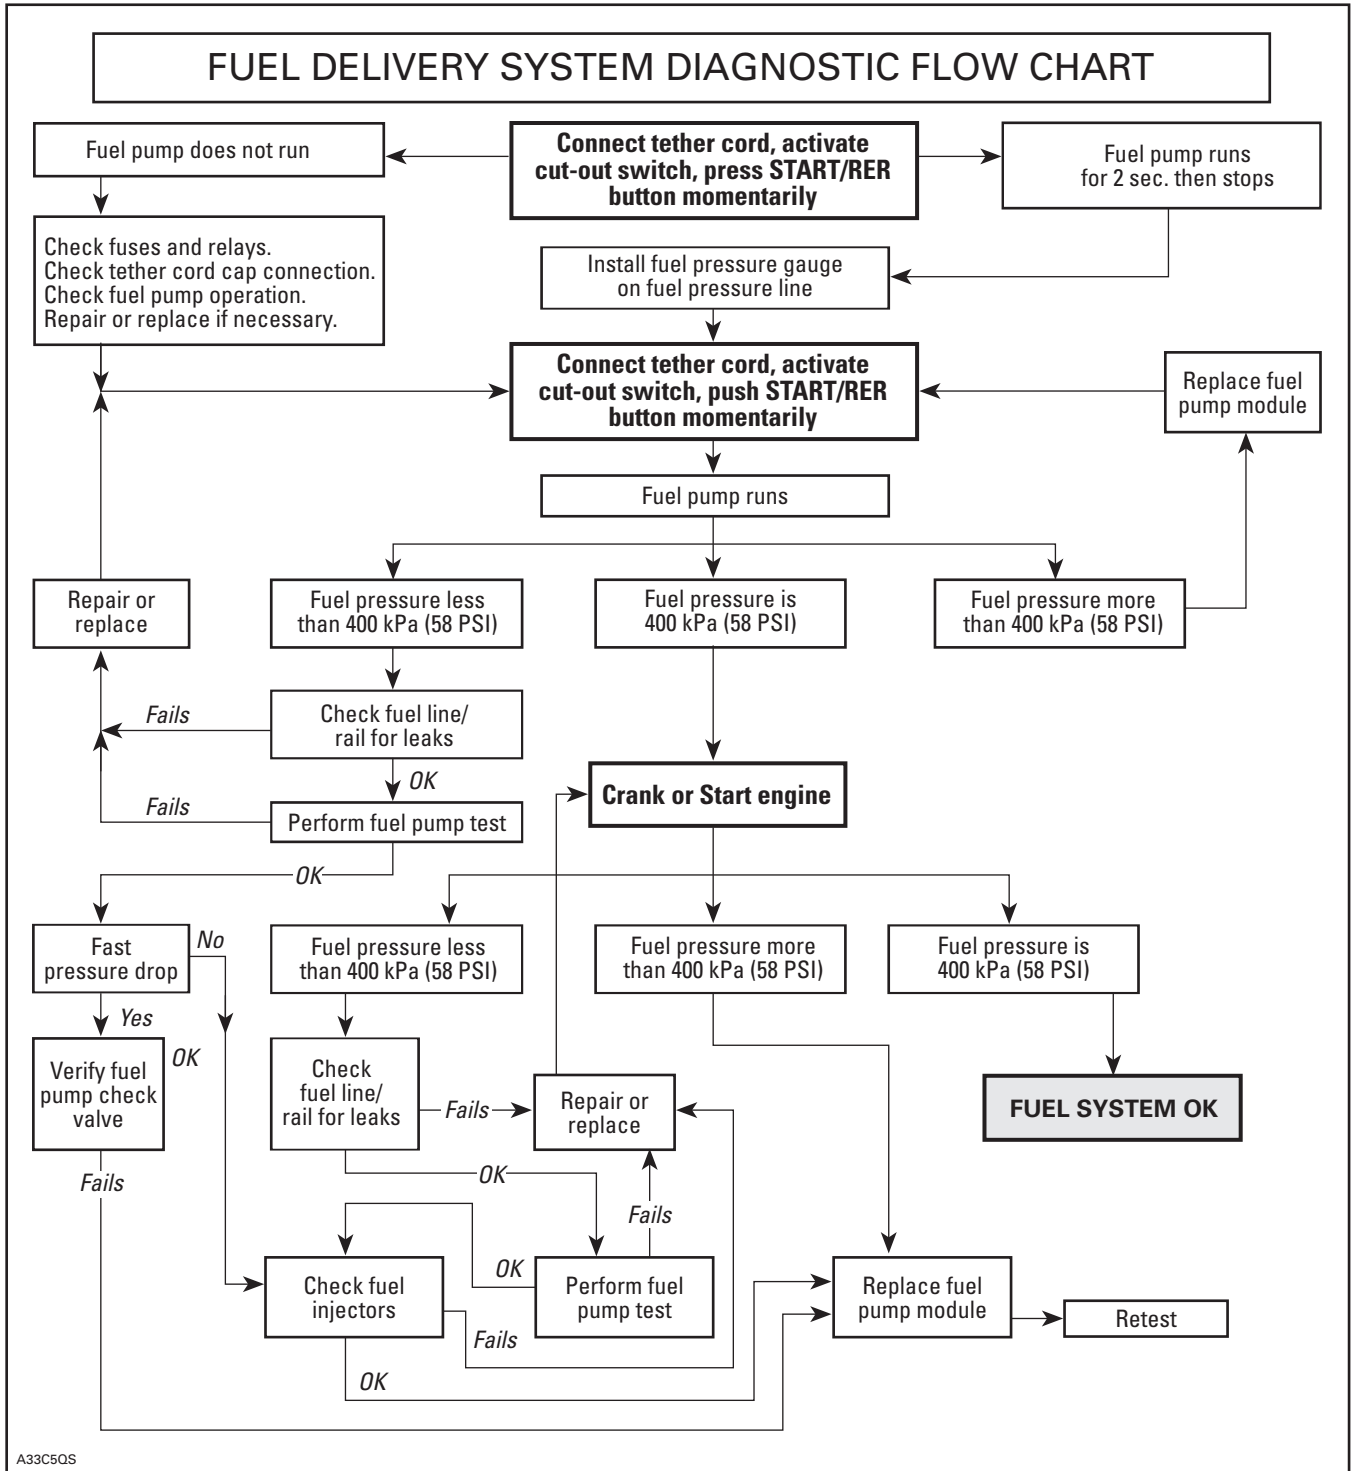 FUEL DELIVERY SYSTEM DIAGNOSTIC FLOW CHART
Fuel pump does not run
Connect tether cord, activate
cut-out switch, press START/RER
button momentarily
Fuel pump runs
for 2 sec. then stops
Check fuses and relays.
Check tether cord cap connection.
Check fuel pump operation.
Repair or replace if necessary.
Install fuel pressure gauge
on fuel pressure line
Connect tether cord, activate
cut-out switch, push START/RER
button momentarily
Replace fuel
pump module
Fuel pump runs
Repair or
replace
Fuel pressure less
than 400 kPa (58 PSI)
Fuel pressure is
400 kPa (58 PSI)
Fuel pressure more
than 400 kPa (58 PSI)
Fails
Check fuel line/
rail for leaks
OK
Fails
Perform fuel pump test
Crank or Start engine
OK
Fast
pressure drop
No
Fuel pressure less
than 400 kPa (58 PSI)
Fuel pressure more
than 400 kPa (58 PSI)
Fuel pressure is
400 kPa (58 PSI)
Yes
OK
Verify fuel
pump check
valve
Check
fuel line/
rail for leaks
Fails
Repair or
replace
FUEL SYSTEM OK
Fails
OK
Fails
Check fuel
injectors
OK
Perform fuel
pump test
Replace fuel
pump module
Retest
Fails
OK
A33C5QS